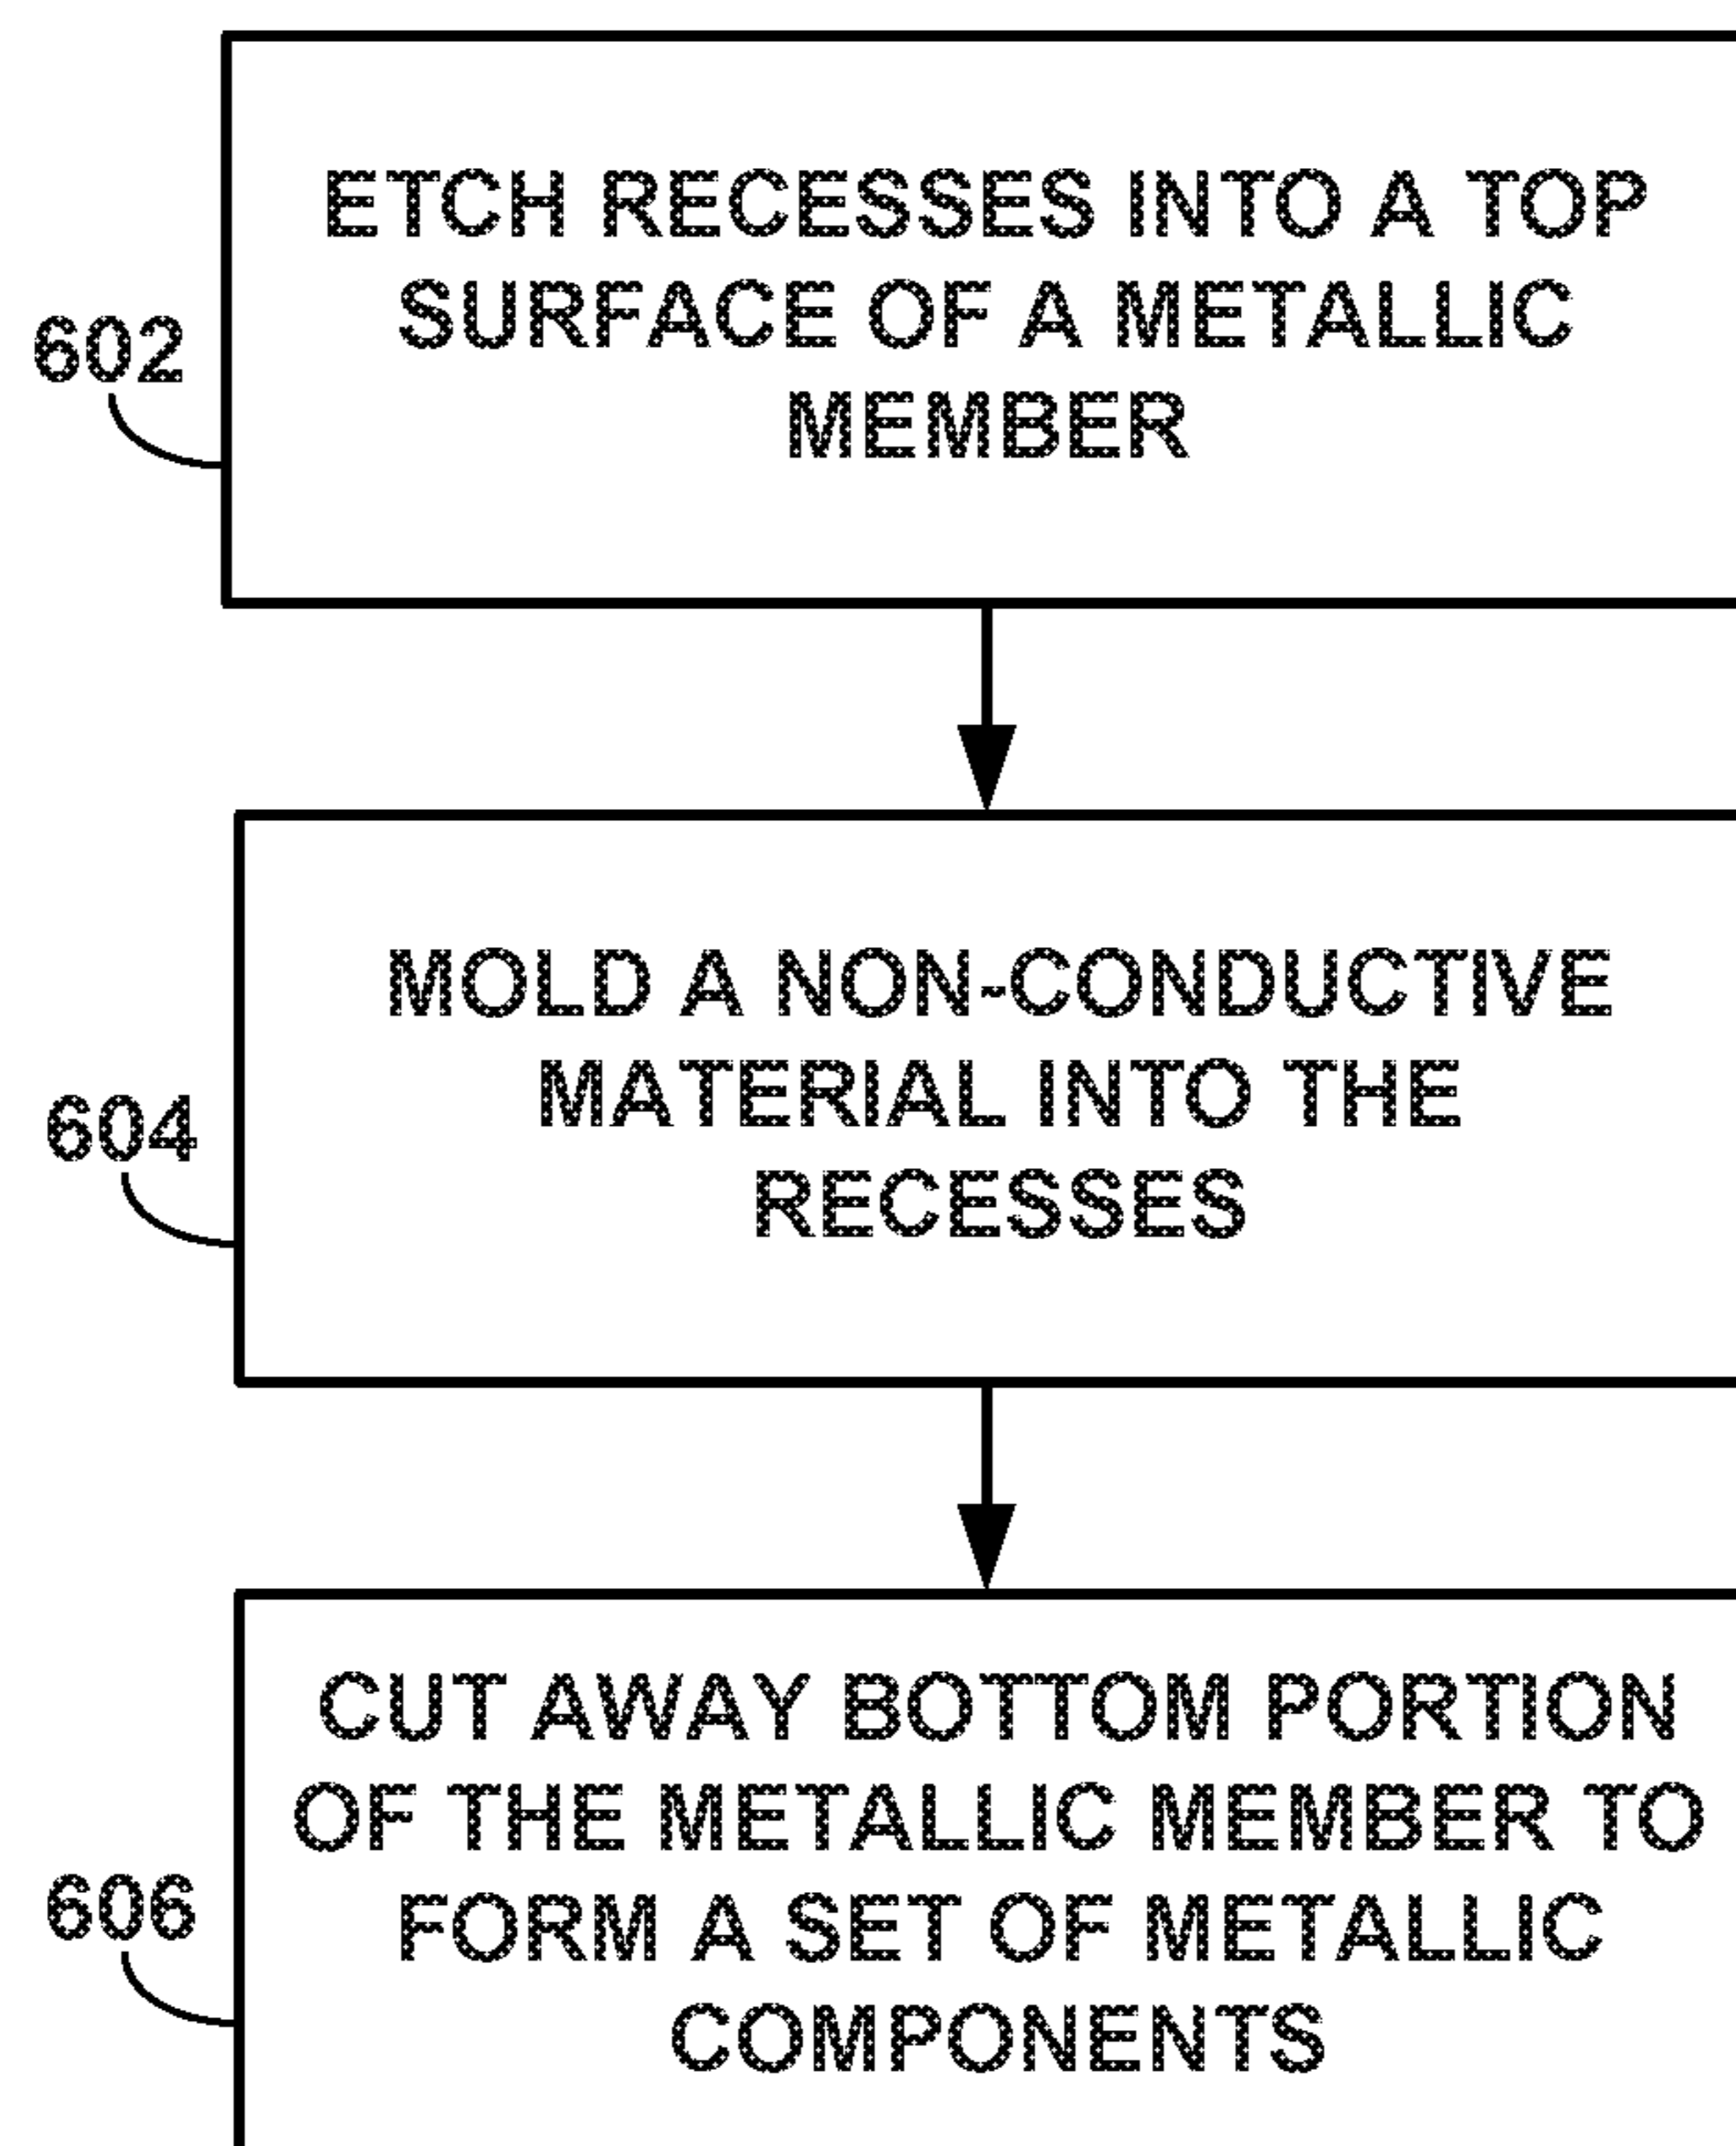 ETCH RECESSES INTO A TOP
SURFACE OF A METALLIC
MEMBER
602
MOLD A NON-CONDUCTIVE
MATERIAL INTO THE
RECESSES
604
CUT AWAY BOTTOM PORTION
OF THE METALLIC MEMBER TO
FORM A SET OF METALLIC
COMPONENTS
606